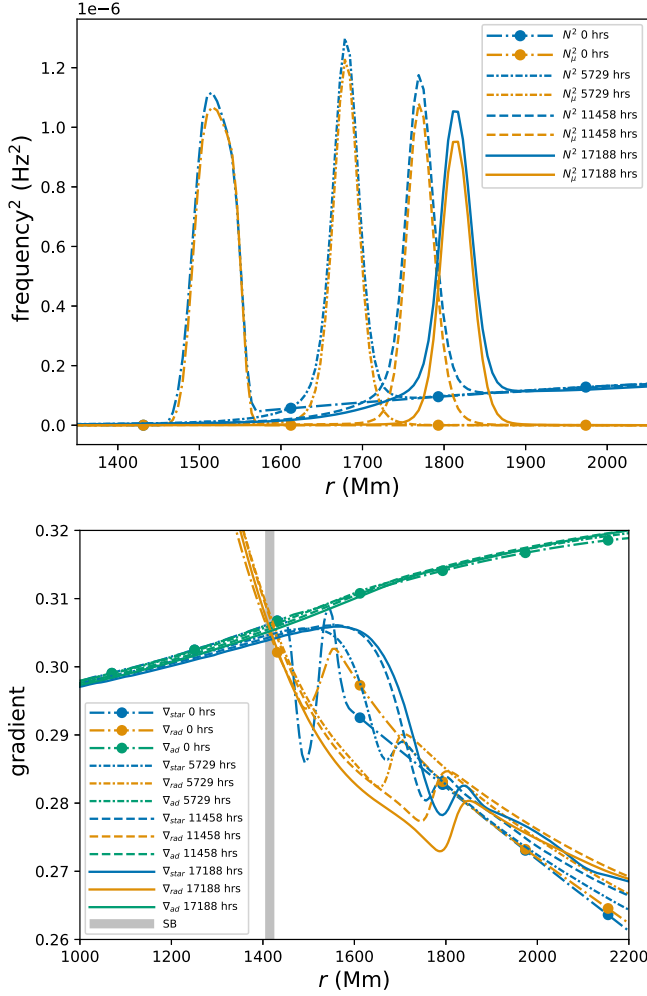 1e−6
1.2
1.0
0.8
0.6
0.4
0.2
0.0
frequency² (Hz²)
N² 0 hrs
N²μ 0 hrs
N² 5729 hrs
N²μ 5729 hrs
N² 11458 hrs
N²μ 11458 hrs
N² 17188 hrs
N²μ 17188 hrs
1400 1500 1600 1700 1800 1900 2000
r (Mm)
0.32
0.31
0.30
0.29
0.28
0.27
0.26
gradient
∇star 0 hrs
∇rad 0 hrs
∇ad 0 hrs
∇star 5729 hrs
∇rad 5729 hrs
∇ad 5729 hrs
∇star 11458 hrs
∇rad 11458 hrs
∇ad 11458 hrs
∇star 17188 hrs
∇rad 17188 hrs
∇ad 17188 hrs
SB
1000 1200 1400 1600 1800 2000 2200
r (Mm)